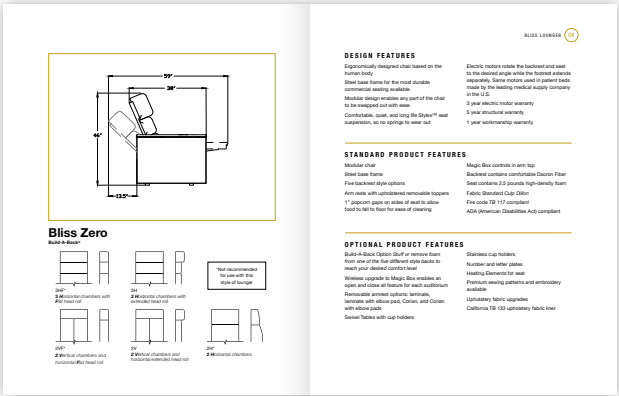 59"
38"
44"
13.5"
Bliss Zero
Build-A-Back®
*Not recommended
for use with this
style of lounger
3HF*
3 Horizontal chambers with
Flat head roll
3H
2 Horizontal chambers with
extended head roll
2VF*
2 Vertical chambers and
horizontal Flat head roll
2V
2 Vertical chambers and
horizontal extended head roll
2H*
2 Horizontal chambers
BLISS LOUNGER
DESIGN FEATURES
Ergonomically designed chair based on the
human body
Steel base frame for the most durable
commercial seating available
Modular design enables any part of the chair
to be swapped out with ease
Comfortable, quiet, and long life Stylex™ seat
suspension, so no springs to wear out
Electric motors rotate the backrest and seat
to the desired angle while the footrest extends
separately. Same motors used in patient beds
made by the leading medical supply company
in the U.S.
3 year electric motor warranty
5 year structural warranty
1 year workmanship warranty
STANDARD PRODUCT FEATURES
Modular chair
Steel base frame
Five backrest style options
Arm rests with upholstered removable toppers
1" popcorn gaps on sides of seat to allow
food to fall to floor for ease of cleaning
Magic Box controls in arm top
Backrest contains comfortable Dacron Fiber
Seat contains 2.5 pounds high-density foam
Fabric Standard Culp Dillon
Fire code TB 117 compliant
ADA (American Disabilities Act) compliant
OPTIONAL PRODUCT FEATURES
Build-A-Back Option Stuff or remove foam
from one of the five different style backs to
reach your desired comfort level
Wireless upgrade to Magic Box enables an
open and close all feature for each auditorium
Removable armrest options: laminate,
laminate with elbow pad, Corian, and Corian
with elbow pads
Swivel Tables with cup holders
Stainless cup holders
Number and letter plates
Heating Elements for seat
Premium sewing patterns and embroidery
available
Upholstery fabric upgrades
California TB 133 upholstery fabric liner